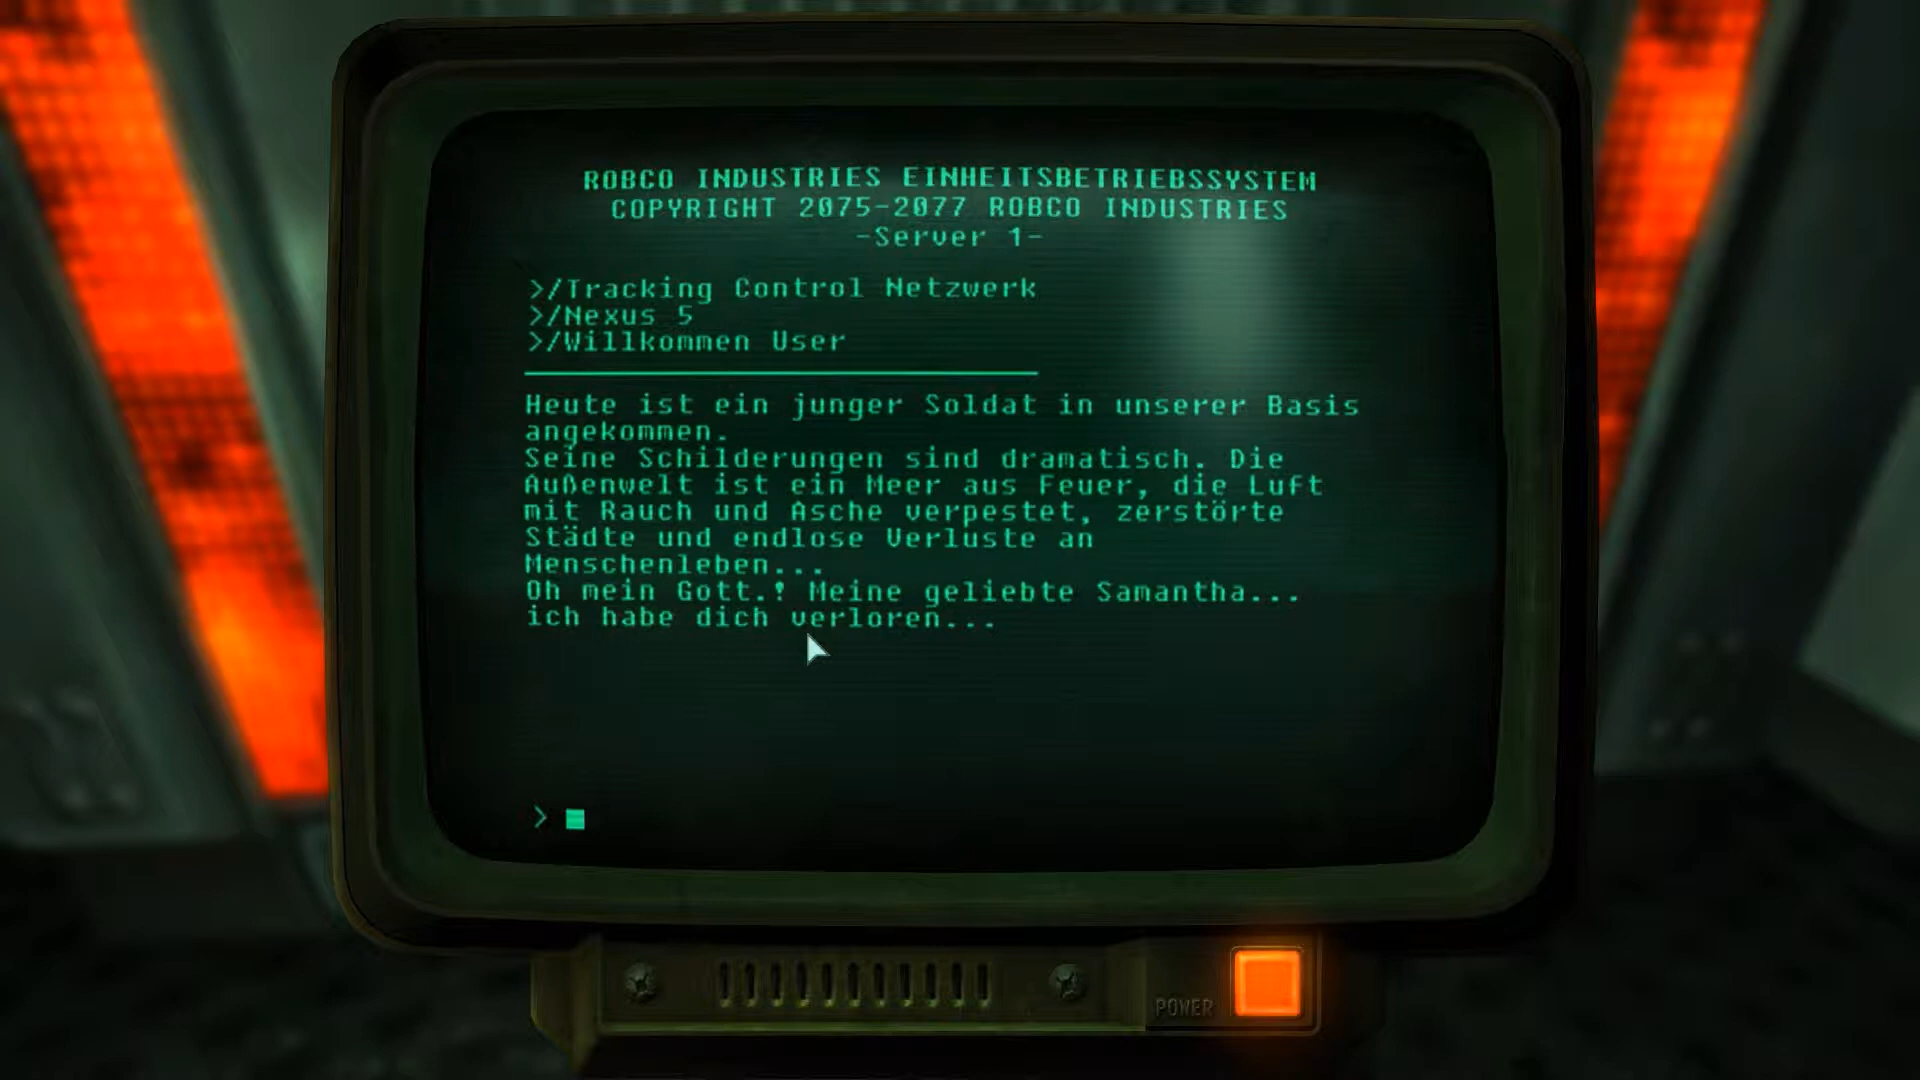 ROBCO INDUSTRIES EINHEITSBETRIEBSSYSTEM
COPYRIGHT 2075-2077 ROBCO INDUSTRIES
-Server 1-
>/Tracking Control Netzwerk
>/Nexus 5
>/Willkommen User
Heute ist ein junger Soldat in unserer Basis
angekommen.
Seine Schilderungen sind dramatisch. Die
Außenwelt ist ein Meer aus Feuer, die Luft
mit Rauch und Asche verpestet, zerstörte
Städte und endlose Verluste an
Menschenleben...
Oh mein Gott.! Meine geliebte Samantha...
ich habe dich verloren...
>
POWER